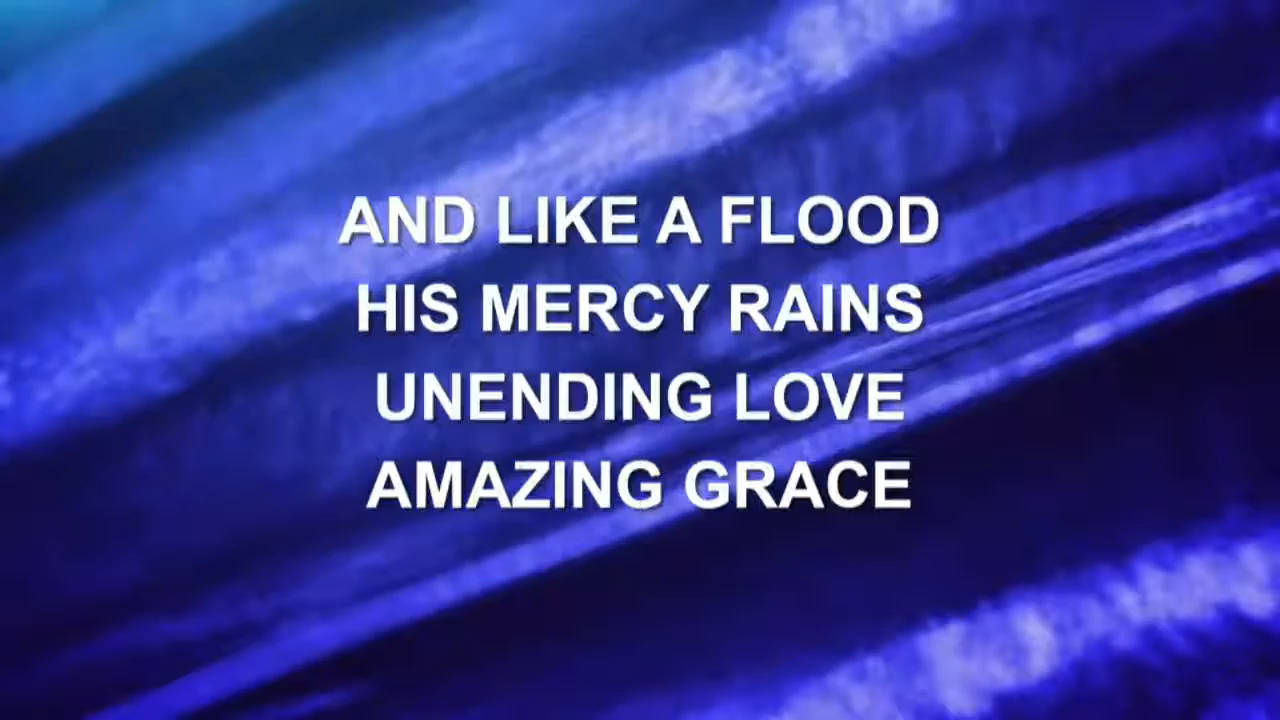 AND LIKE A FLOOD
HIS MERCY RAINS
UNENDING LOVE
AMAZING GRACE